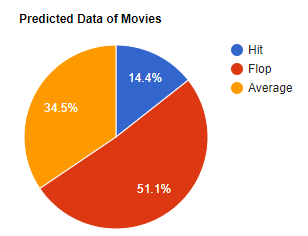 Predicted Data of Movies
Hit
Flop
Average
14.4%
34.5%
51.1%